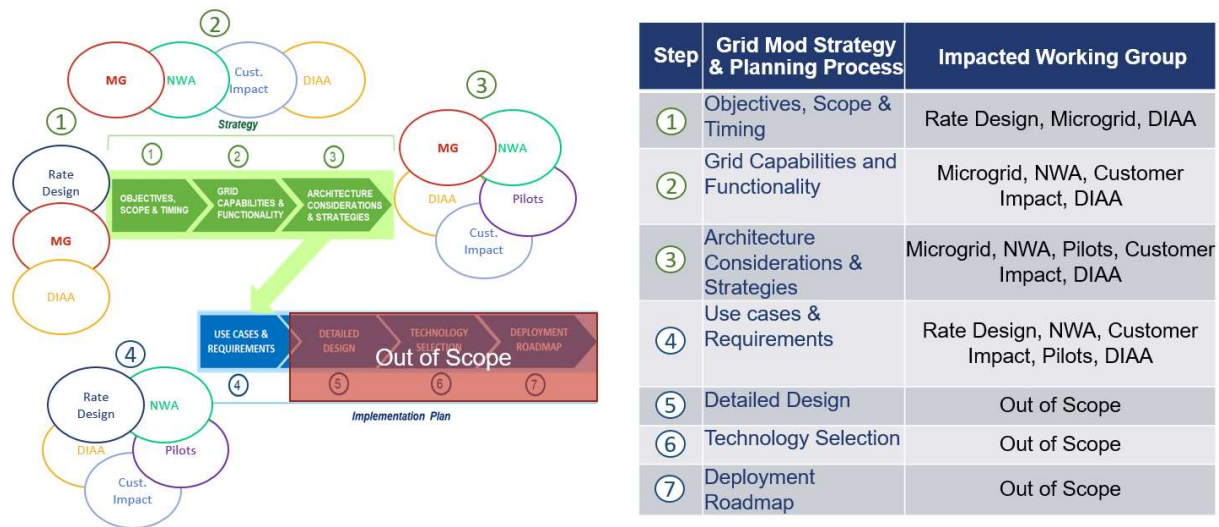 2
MG
NWA
Cust.
Impact
DIAA
Strategy
1
Rate
Design
MG
DIAA
1
2
3
OBJECTIVES,
SCOPE & TIMING
GRID
CAPABILITIES &
FUNCTIONALITY
ARCHITECTURE
CONSIDERATIONS
& STRATEGIES
3
MG
NWA
DIAA
Pilots
Cust.
Impact
USE CASES &
REQUIREMENTS
DETAILED
DESIGN
TECHNOLOGY
SELECTION
DEPLOYMENT
ROADMAP
Out of Scope
4
5
6
7
Implementation Plan
4
Rate
Design
NWA
DIAA
Pilots
Cust.
Impact
Step
Grid Mod Strategy
& Planning Process
Impacted Working Group
1
Objectives, Scope &
Timing
Rate Design, Microgrid, DIAA
2
Grid Capabilities and
Functionality
Microgrid, NWA, Customer
Impact, DIAA
3
Architecture
Considerations &
Strategies
Microgrid, NWA, Pilots, Customer
Impact, DIAA
4
Use cases &
Requirements
Rate Design, NWA, Customer
Impact, Pilots, DIAA
5
Detailed Design
Out of Scope
6
Technology Selection
Out of Scope
7
Deployment
Roadmap
Out of Scope